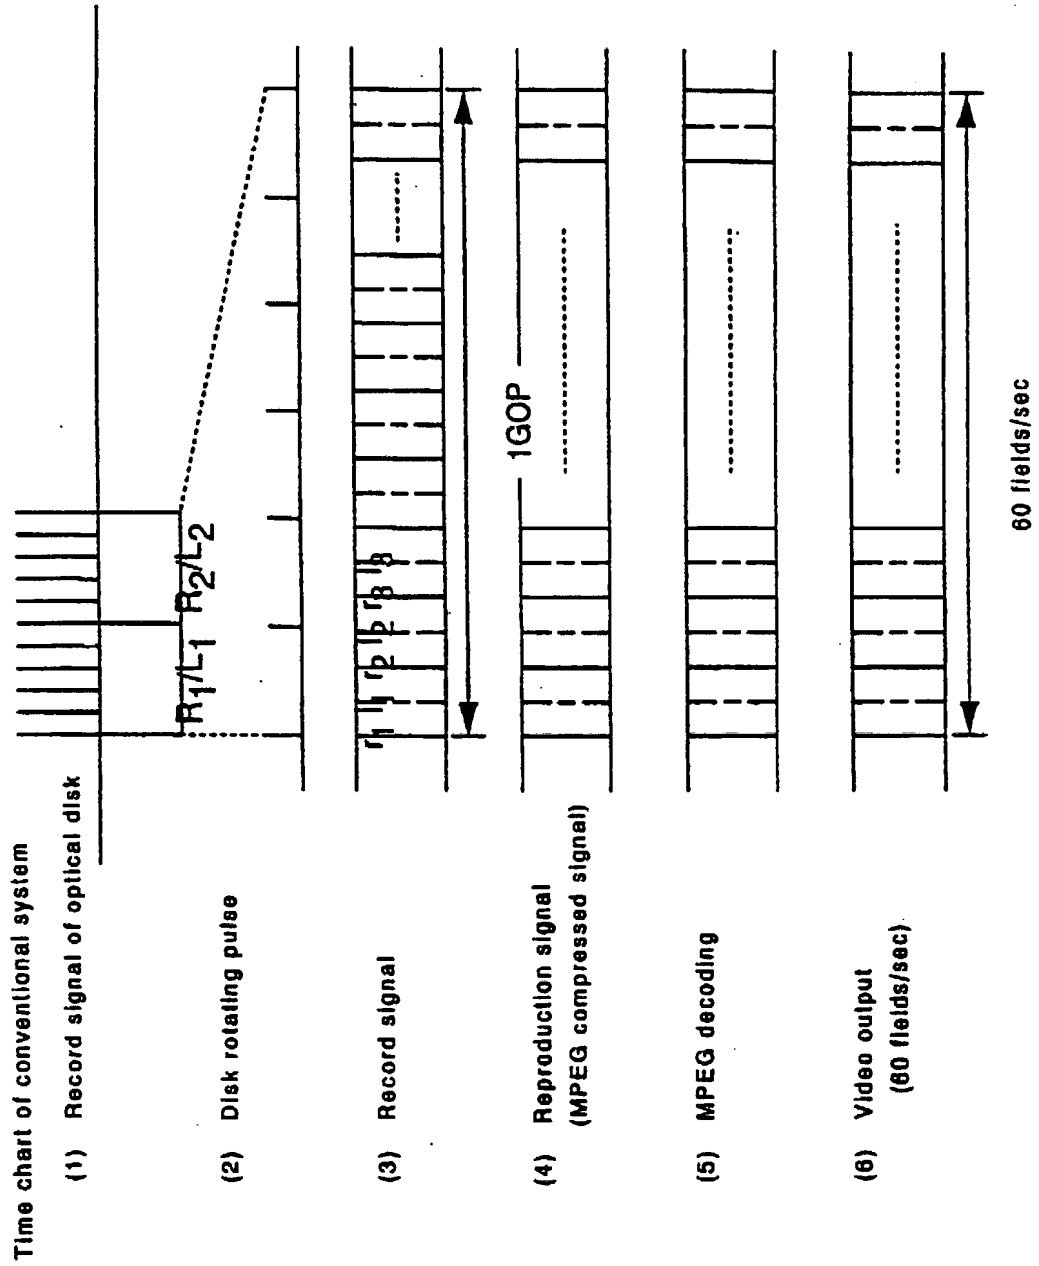 Time chart of conventional system
(1) Record signal of optical disk
R1/L1 R2/L2
(2) Disk rotating pulse
(3) Record signal
r1 l1 r2 l2 r3 l3
1GOP
(4) Reproduction signal
(MPEG compressed signal)
(5) MPEG decoding
(6) Video output
(60 fields/sec)
60 fields/sec